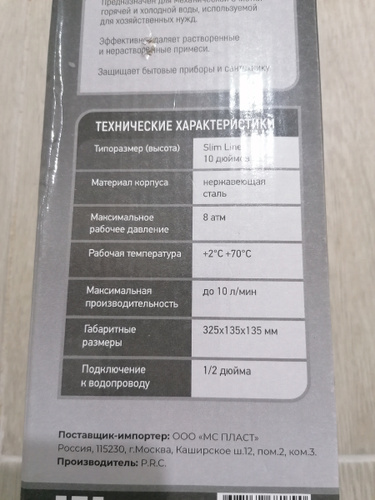 горячей и холодной воды, используемой
для хозяйственных нужд.
Эффективно удаляет растворенные
и нерастворенные примеси.
Защищает бытовые приборы и сантехнику.
ТЕХНИЧЕСКИЕ ХАРАКТЕРИСТИКИ
Типоразмер (высота) Slim Line
10 дюймов
Материал корпуса нержавеющая
сталь
Максимальное 8 атм
рабочее давление
Рабочая температура +2°C +70°C
Максимальная до 10 л/мин
производительность
Габаритные 325x135x135 мм
размеры
Подключение 1/2 дюйма
к водопроводу
Поставщик-импортер: ООО «МС ПЛАСТ»
Россия, 115230, г.Москва, Каширское ш.12, пом.2, ком.3.
Производитель: P.R.C.